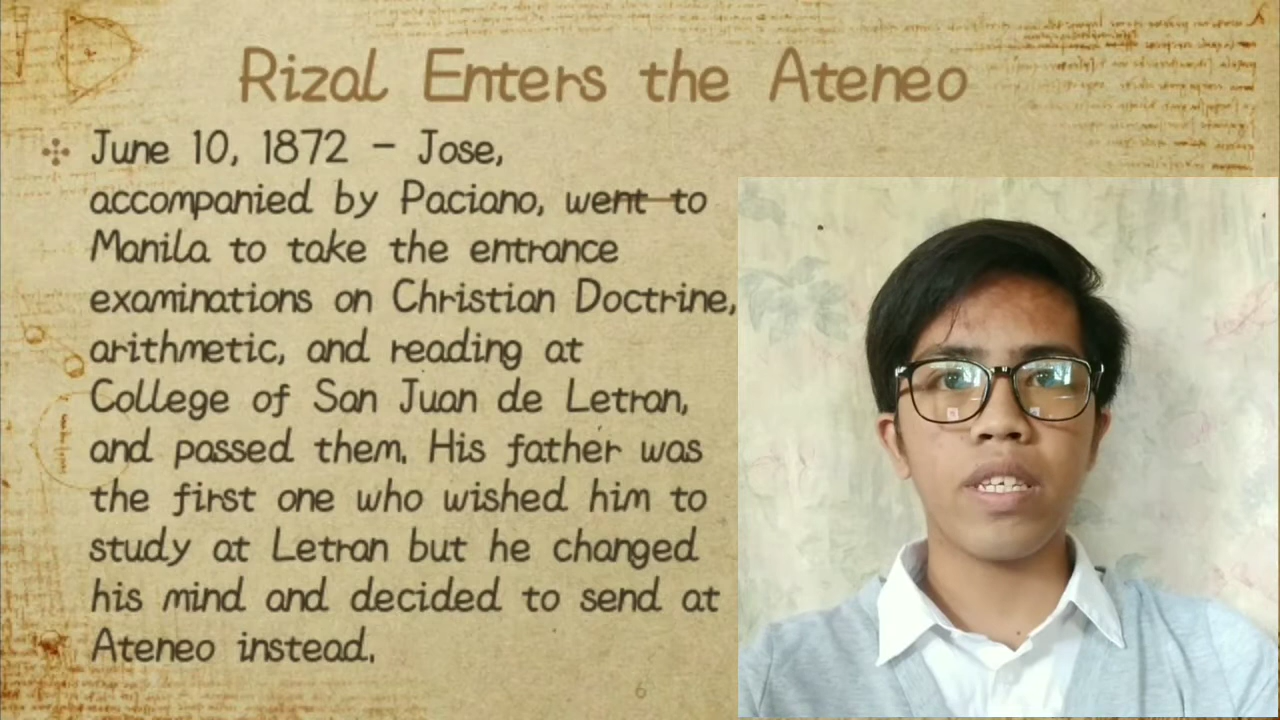 Rizal Enters the Ateneo
June 10, 1872 – Jose,
accompanied by Paciano, went to
Manila to take the entrance
examinations on Christian Doctrine,
arithmetic, and reading at
College of San Juan de Letran,
and passed them. His father was
the first one who wished him to
study at Letran but he changed
his mind and decided to send at
Ateneo instead.
6